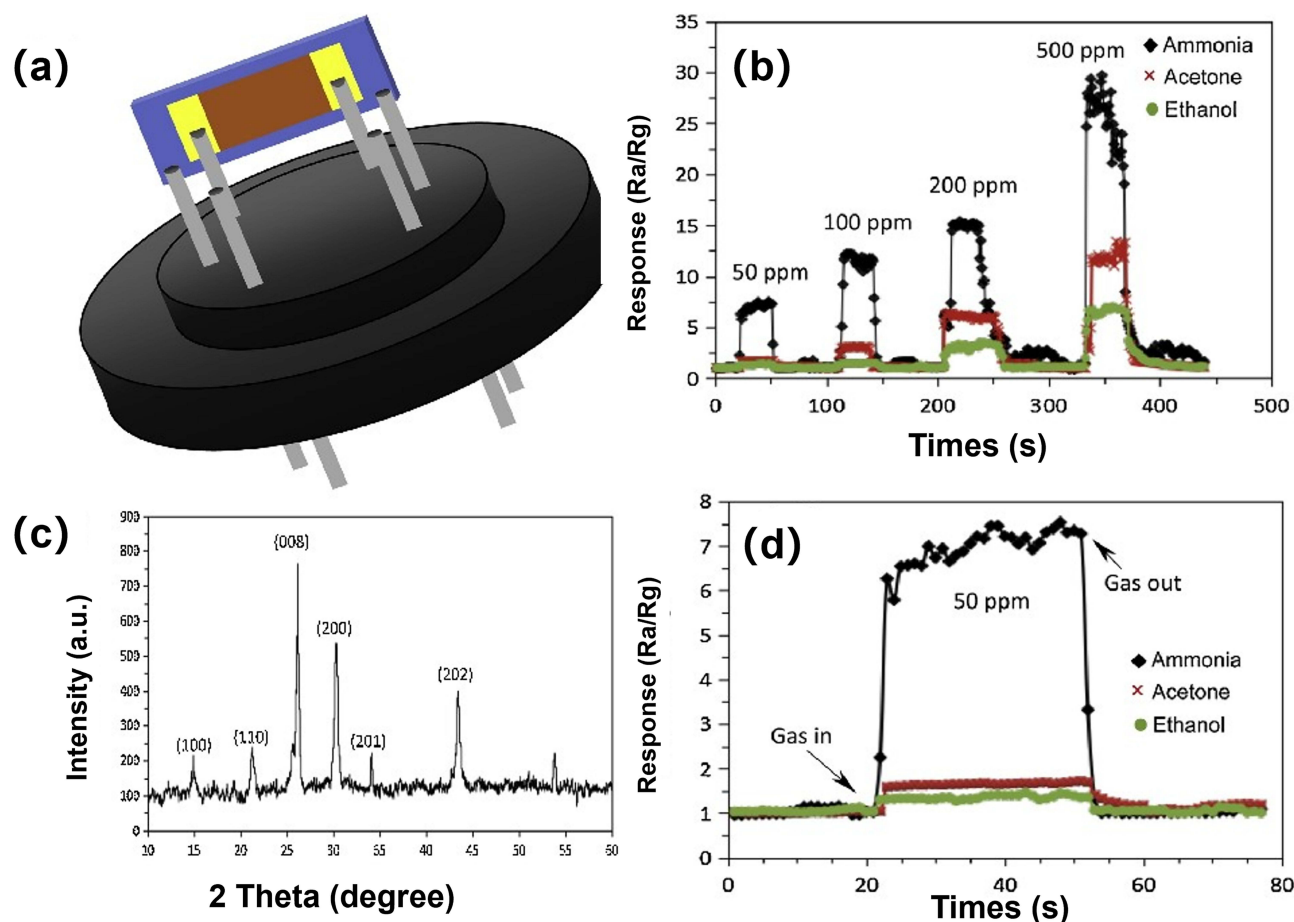 (a)
(b)
35
30
25
20
15
10
5
0
Response (Ra/Rg)
50 ppm
100 ppm
200 ppm
500 ppm
Ammonia
Acetone
Ethanol
0 100 200 300 400 500
Times (s)
(c)
900
800
700
600
500
400
300
200
100
0
Intensity (a.u.)
(100)
{110)
{008)
(200)
(201)
(202)
10 15 20 25 30 35 40 45 50 55 60
2 Theta (degree)
(d)
8
7
6
5
4
3
2
1
0
Response (Ra/Rg)
Gas in
Gas out
50 ppm
Ammonia
Acetone
Ethanol
0 20 40 60 80
Times (s)